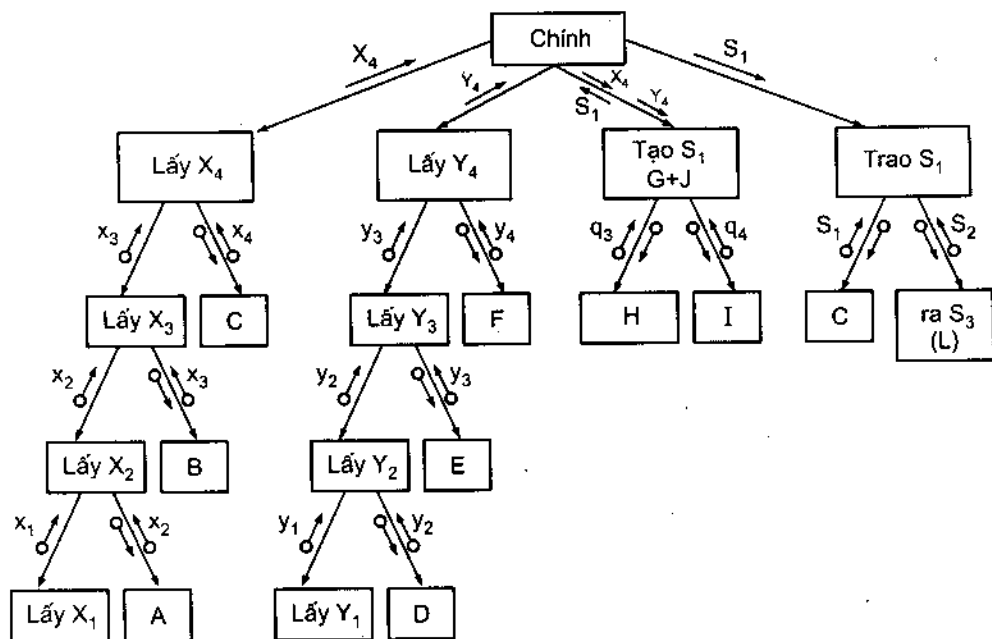 Chính
X₄
S₁
Y₄
X₄
S₁
Y₄
Lấy X₄
Lấy Y₄
Tạo S₁
G+J
Trao S₁
x₃
x₄
y₃
y₄
q₃
q₄
S₁
S₂
Lấy X₃
C
Lấy Y₃
F
H
I
C
ra S₃
(L)
x₂
x₃
y₂
y₃
Lấy X₂
B
Lấy Y₂
E
x₁
x₂
y₁
y₂
Lấy X₁
A
Lấy Y₁
D